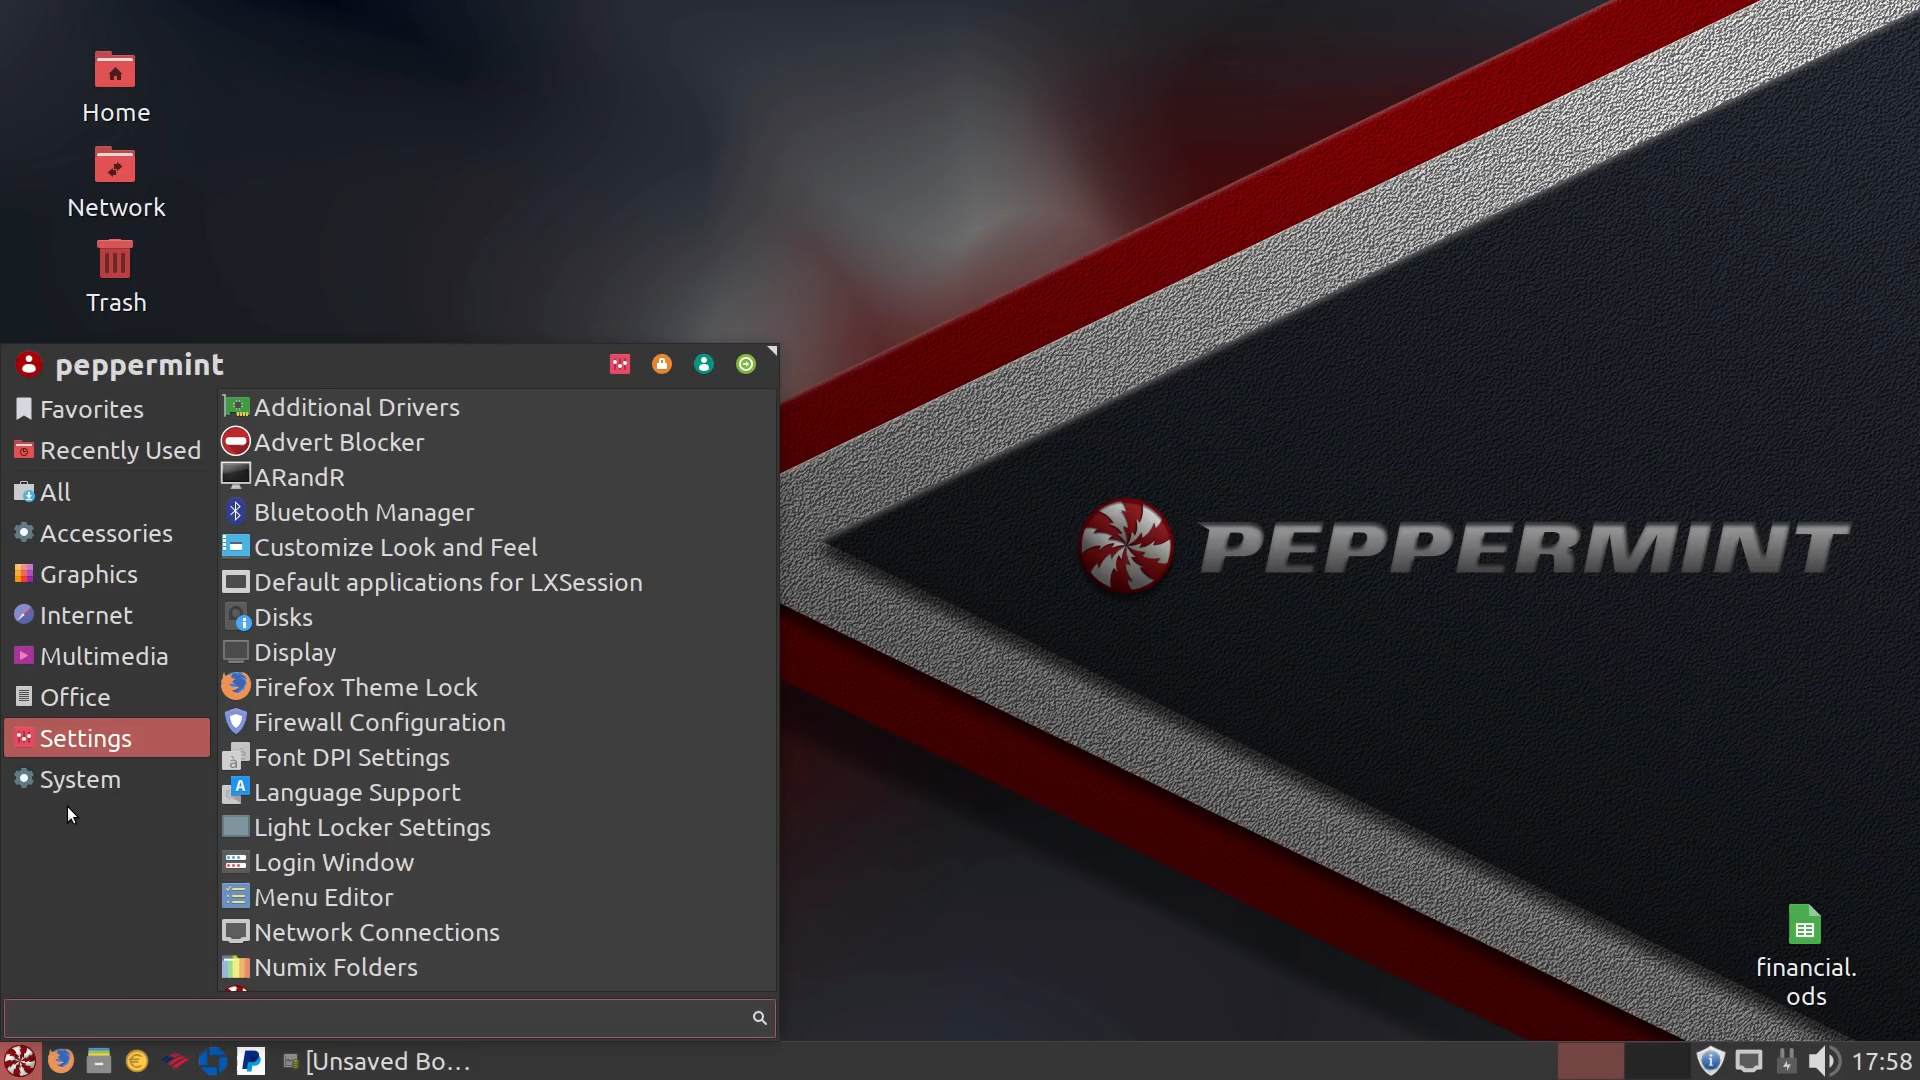 Home
Network
Trash
peppermint
Favorites
Recently Used
All
Accessories
Graphics
Internet
Multimedia
Office
Settings
System
Additional Drivers
Advert Blocker
ARandR
Bluetooth Manager
Customize Look and Feel
Default applications for LXSession
Disks
Display
Firefox Theme Lock
Firewall Configuration
Font DPI Settings
Language Support
Light Locker Settings
Login Window
Menu Editor
Network Connections
Numix Folders
PEPPERMINT
financial.
ods
[Unsaved Bo...
17:58